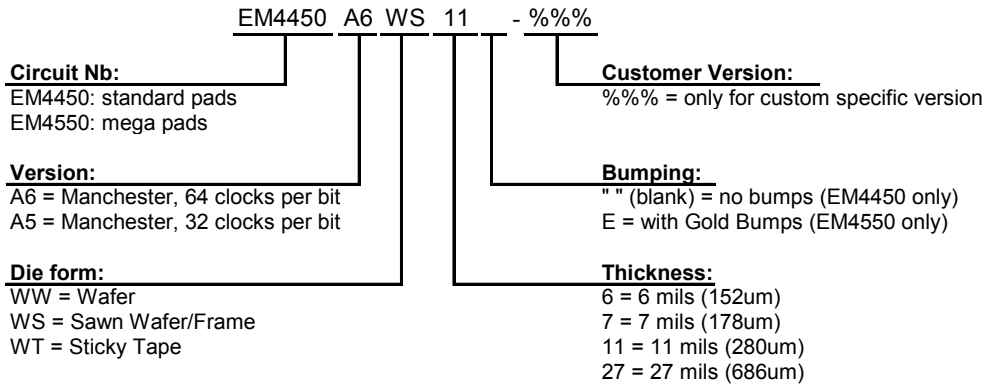 EM4450 A6 WS 11 - %%%
Circuit Nb:
EM4450: standard pads
EM4550: mega pads
Customer Version:
%%% = only for custom specific version
Version:
A6 = Manchester, 64 clocks per bit
A5 = Manchester, 32 clocks per bit
Bumping:
" " (blank) = no bumps (EM4450 only)
E = with Gold Bumps (EM4550 only)
Die form:
WW = Wafer
WS = Sawn Wafer/Frame
WT = Sticky Tape
Thickness:
6 = 6 mils (152um)
7 = 7 mils (178um)
11 = 11 mils (280um)
27 = 27 mils (686um)